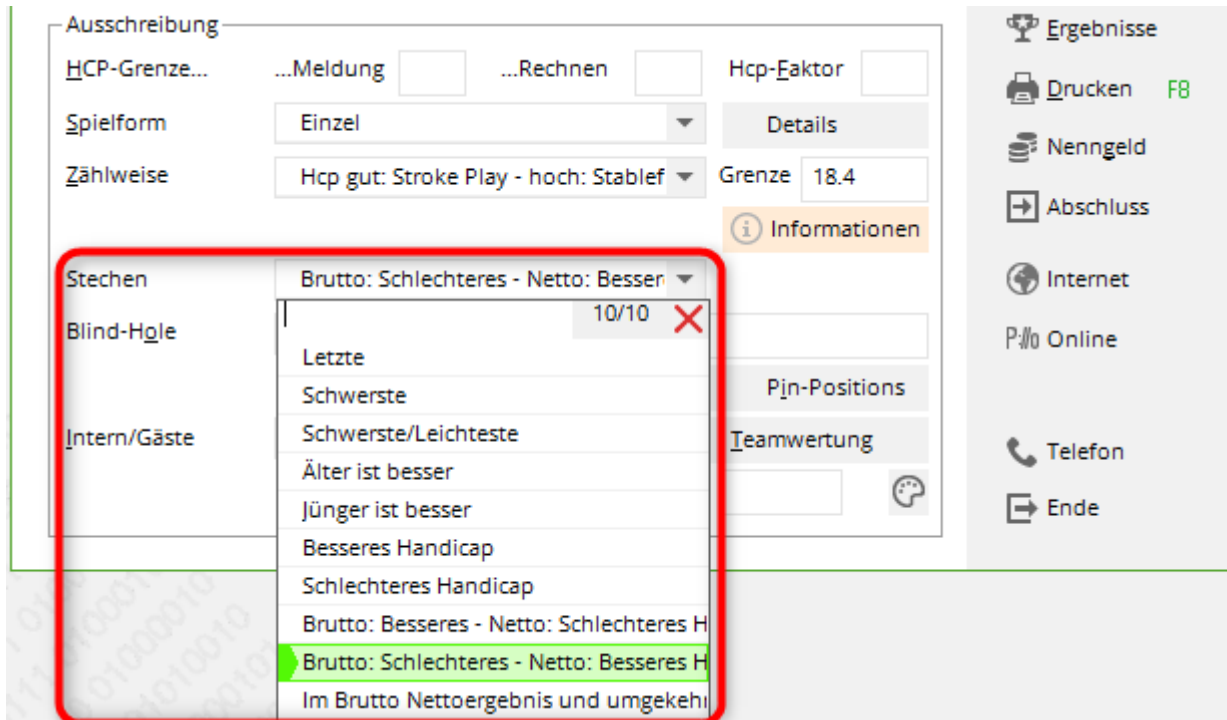 Ausschreibung
HCP-Grenze... ...Meldung ...Rechnen Hcp-Faktor
Spielform Einzel Details
Zählweise Hcp gut: Stroke Play - hoch: Stablef Grenze 18.4
Informationen
Stechen Brutto: Schlechteres - Netto: Besser
10/10
Blind-Hole
Letzte
Schwerste Pin-Positions
Intern/Gäste Schwerste/Leichteste Teamwertung
Älter ist besser
Jünger ist besser
Besseres Handicap
Schlechteres Handicap
Brutto: Besseres - Netto: Schlechteres H
Brutto: Schlechteres - Netto: Besseres H
Im Brutto Nettoergebnis und umgekeh
Ergebnisse
Drucken F8
Nenngeld
Abschluss
Internet
P://o Online
Telefon
Ende